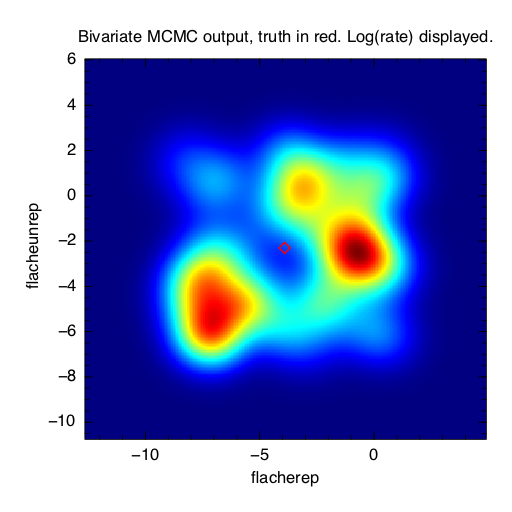 Bivariate MCMC output, truth in red. Log(rate) displayed.
6
4
2
0
−2
−4
−6
−8
−10
flacheunrep
−10 −5 0
flacherep